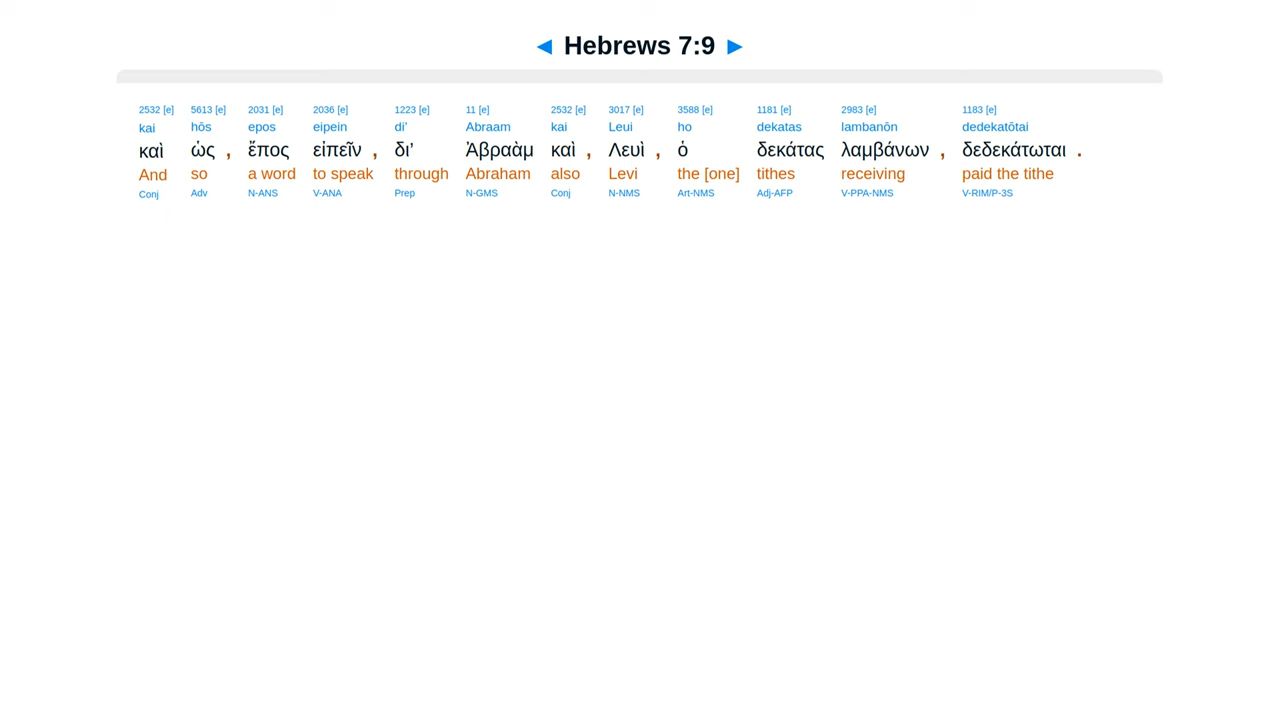 ◄ Hebrews 7:9 ►
2532 [e] 5613 [e] 2031 [e] 2036 [e] 1223 [e] 11 [e] 2532 [e] 3017 [e] 3588 [e] 1181 [e] 2983 [e] 1183 [e]
kai hōs epos eipein di’ Abraam kai Leui ho dekatas lambanōn dedekatōtai
καὶ ὡς , ἔπος εἰπεῖν , δι’ Ἀβραὰμ καὶ , Λευὶ , ὁ δεκάτας λαμβάνων , δεδεκάτωται .
And so a word to speak through Abraham also Levi the [one] tithes receiving paid the tithe
Conj Adv N-ANS V-ANA Prep N-GMS Conj N-NMS Art-NMS Adj-AFP V-PPA-NMS V-RIM/P-3S